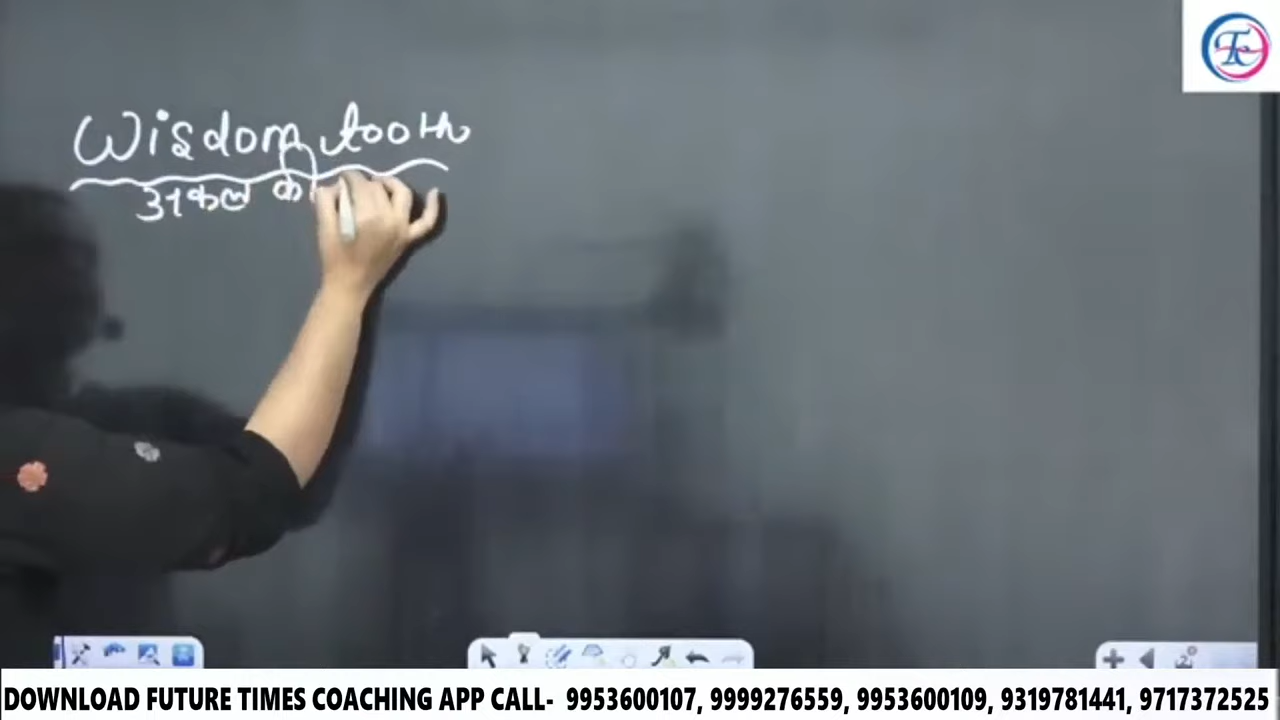 Wisdom tooth
अकल की
DOWNLOAD FUTURE TIMES COACHING APP CALL- 9953600107, 9999276559, 9953600109, 9319781441, 9717372525